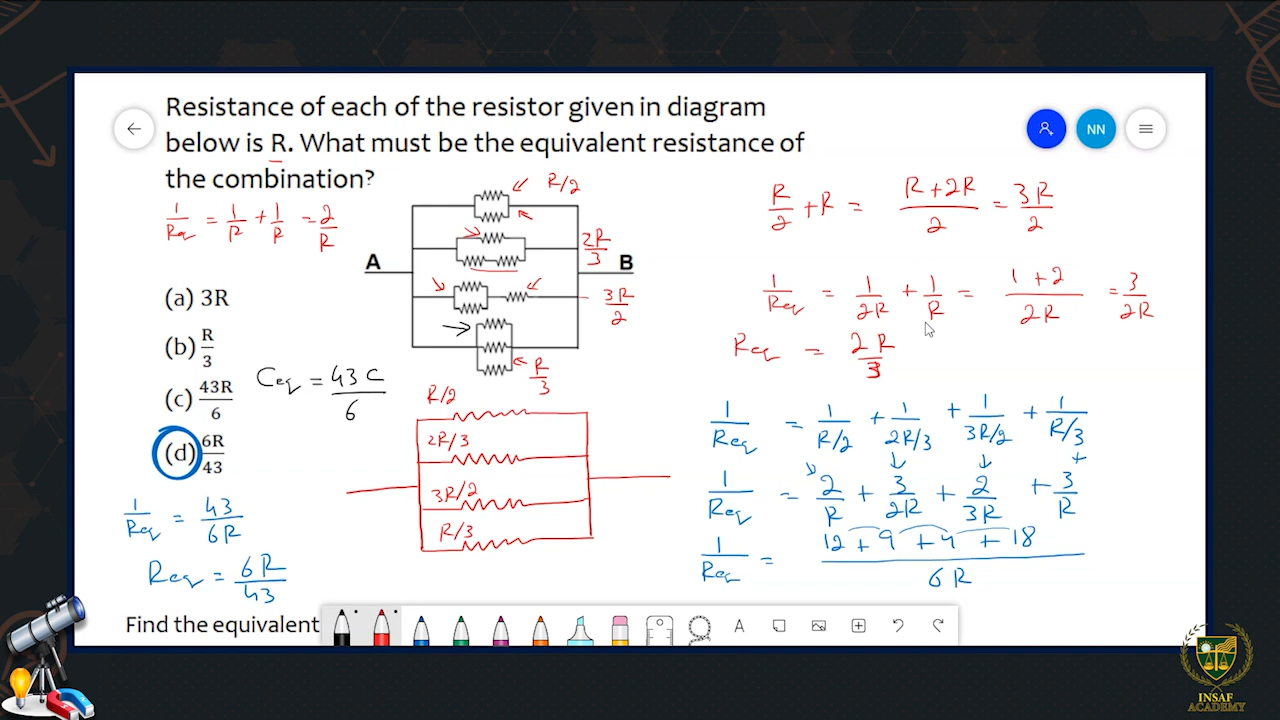 Resistance of each of the resistor given in diagram
below is R. What must be the equivalent resistance of
the combination?
NN
1/Req = 1/R + 1/R = 2/R
R/2
2R/3
A
B
3R/2
R/3
(a) 3R
(b) R/3
(c) 43R/6
(d) 6R/43
Ceq = 43C/6
1/Req = 43/6R
Req = 6R/43
R/2
2R/3
3R/2
R/3
R/2 + R = R+2R/2 = 3R/2
1/Req = 1/2R + 1/R = 1+2/2R = 3/2R
Req = 2R/3
1/Req = 1/R/2 + 1/2R/3 + 1/3R/2 + 1/R/3
1/Req = 2/R + 3/2R + 2/3R + 3/R
1/Req = 12+9+4+18/6R
Find the equivalent
A
INSAF
ACADEMY